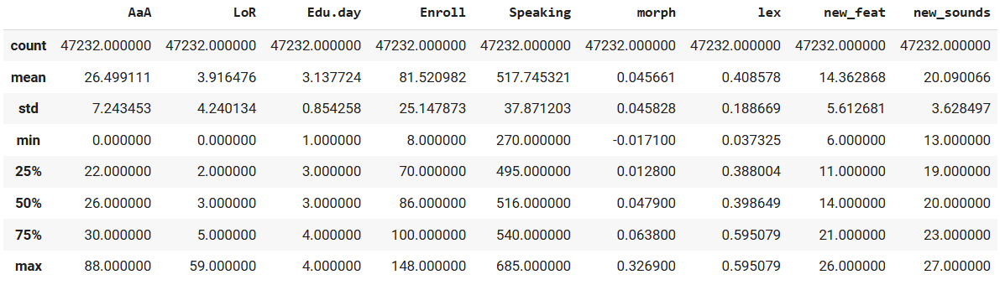 AaA LoR Edu.day Enroll Speaking morph lex new_feat new_sounds
count 47232.000000 47232.000000 47232.000000 47232.000000 47232.000000 47232.000000 47232.000000 47232.000000 47232.000000
mean 26.499111 3.916476 3.137724 81.520982 517.745321 0.045661 0.408578 14.362868 20.090066
std 7.243453 4.240134 0.854258 25.147873 37.871203 0.045828 0.188669 5.612681 3.628497
min 0.000000 0.000000 1.000000 8.000000 270.000000 -0.017100 0.037325 6.000000 13.000000
25% 22.000000 2.000000 3.000000 70.000000 495.000000 0.012800 0.388004 11.000000 19.000000
50% 26.000000 3.000000 3.000000 86.000000 516.000000 0.047900 0.398649 14.000000 20.000000
75% 30.000000 5.000000 4.000000 100.000000 540.000000 0.063800 0.595079 21.000000 23.000000
max 88.000000 59.000000 4.000000 148.000000 685.000000 0.326900 0.595079 26.000000 27.000000